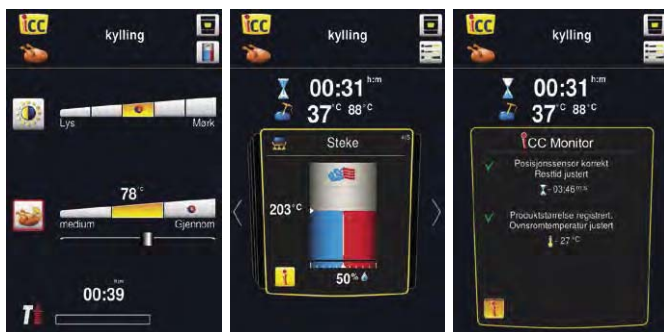 iCC
kylling
Lys
Mørk
78°C
medium
Gjennom
h:m
00:39
iCC
kylling
00:31 h:m
37°C 88°C
Steke
203°C
i
50%
iCC
kylling
00:31 h:m
37°C 88°C
iCC Monitor
Posisjonssensor korrekt
Resttid justert
- 03:46 m:s
Produktstørrelse registrert.
Ovnsromtemperatur justert
- 27 °C
i